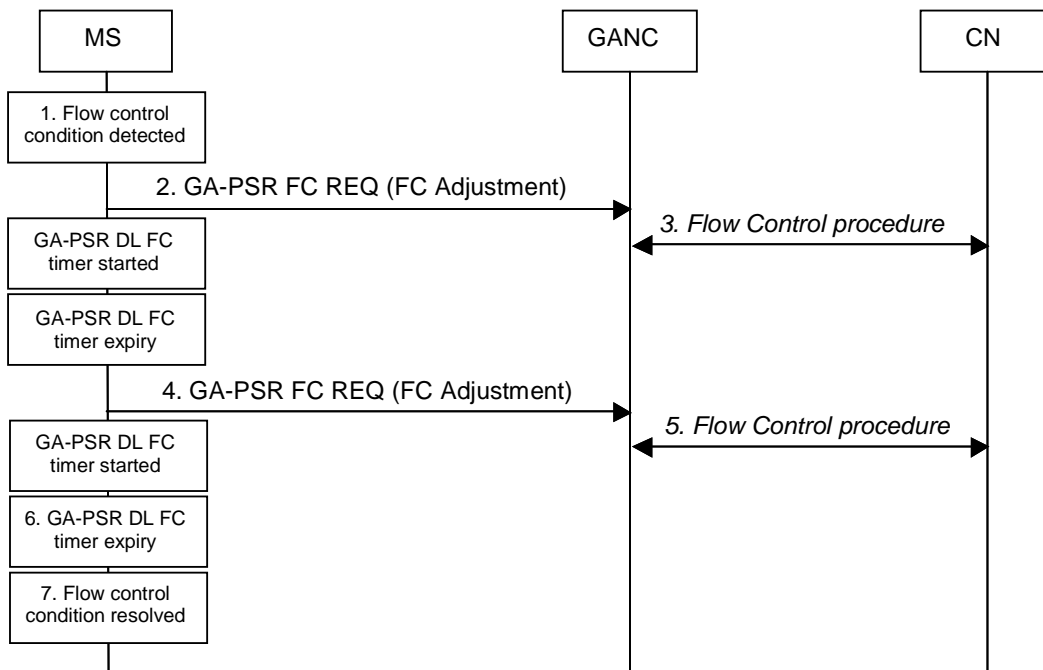 MS
GANC
CN
1. Flow control
condition detected
2. GA-PSR FC REQ (FC Adjustment)
GA-PSR DL FC
timer started
3. Flow Control procedure
GA-PSR DL FC
timer expiry
4. GA-PSR FC REQ (FC Adjustment)
GA-PSR DL FC
timer started
5. Flow Control procedure
6. GA-PSR DL FC
timer expiry
7. Flow control
condition resolved